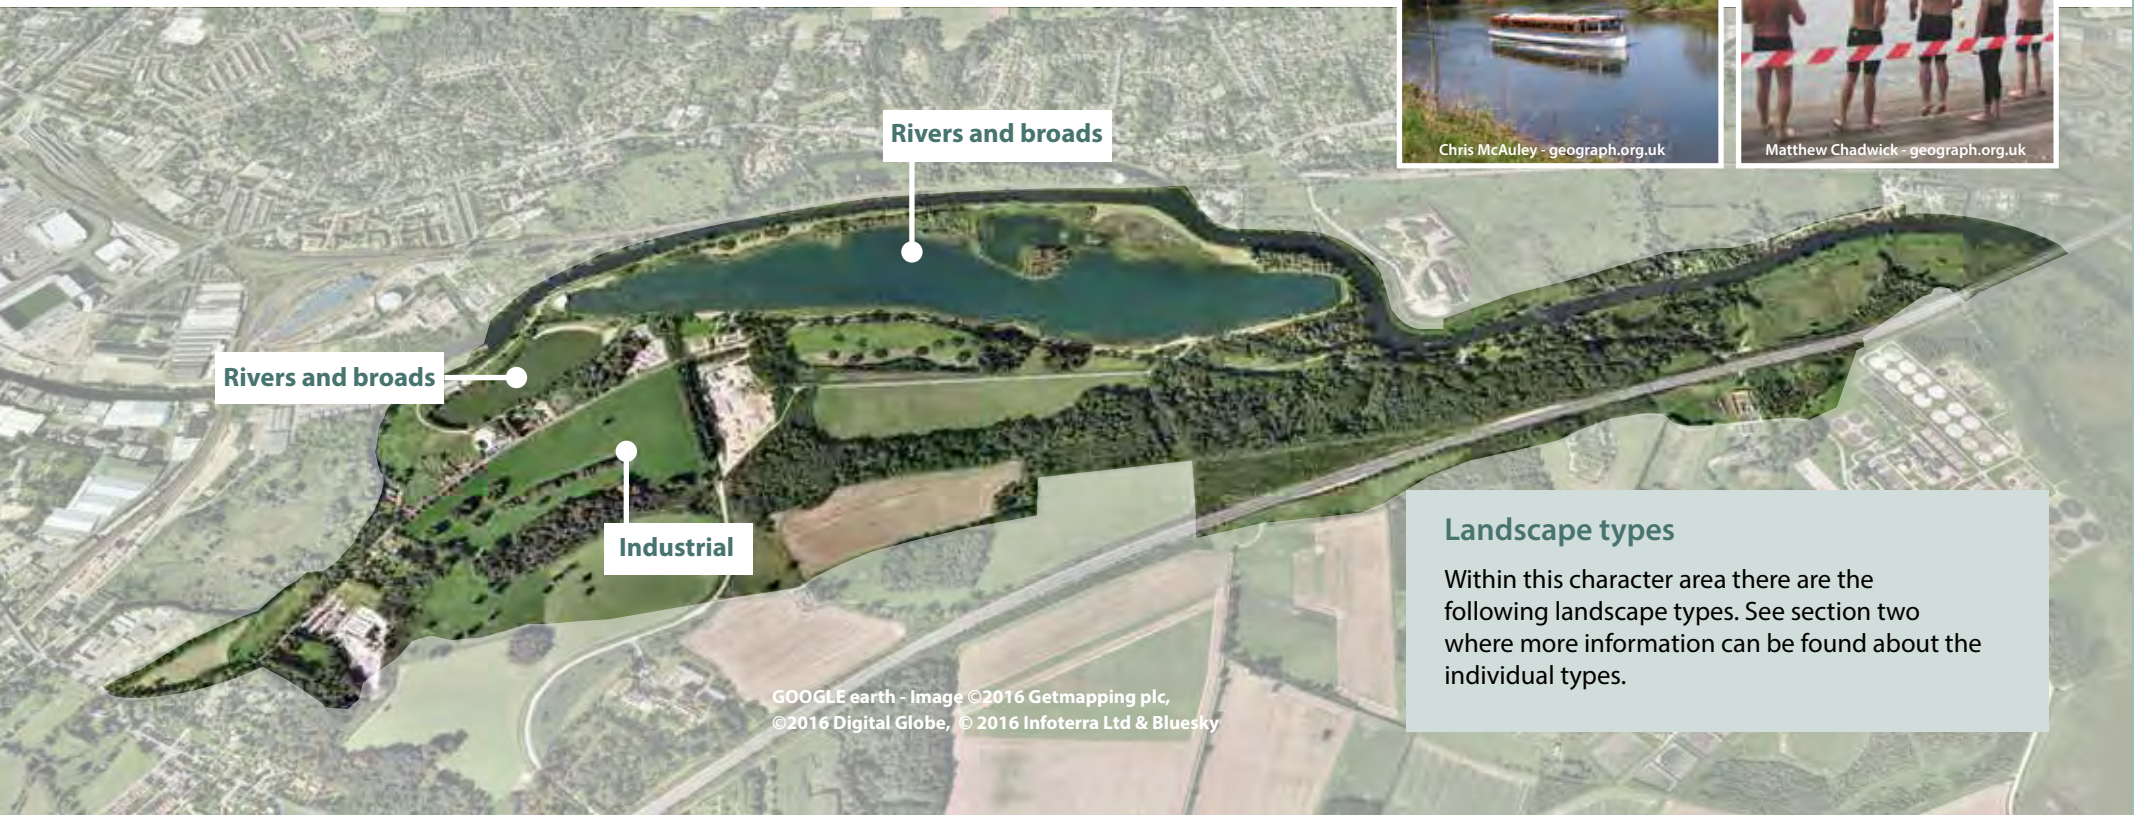 Chris McAuley - geograph.org.uk
Matthew Chadwick - geograph.org.uk
Rivers and broads
Rivers and broads
Industrial
Landscape types
Within this character area there are the
following landscape types. See section two
where more information can be found about the
individual types.
GOOGLE earth - Image ©2016 Getmapping plc,
©2016 Digital Globe, © 2016 Infoterra Ltd & Bluesky